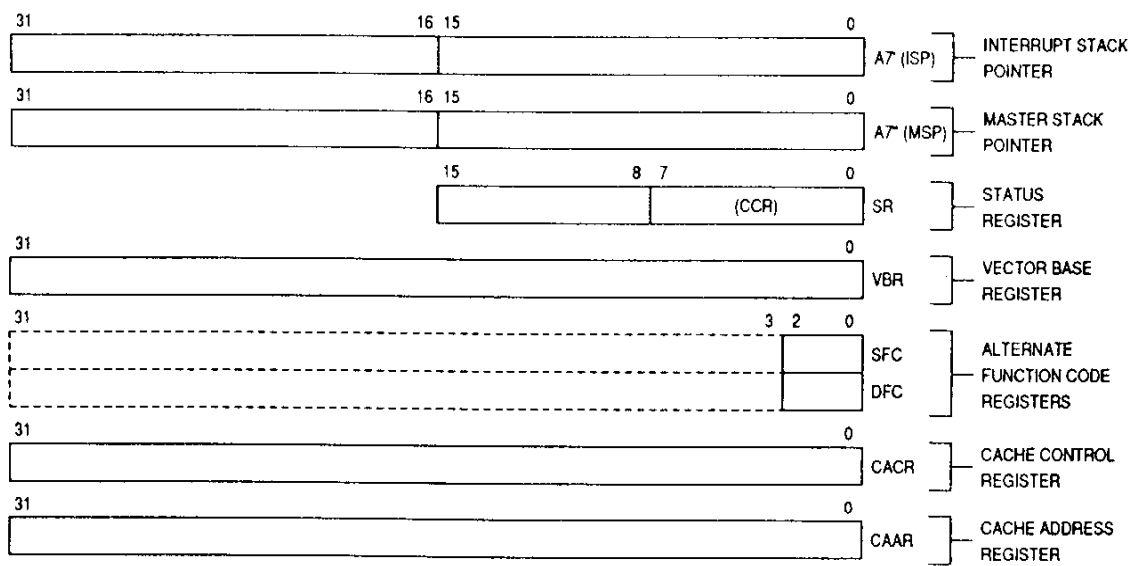 31 16 15 0
A7' (ISP) INTERRUPT STACK
POINTER
31 16 15 0
A7" (MSP) MASTER STACK
POINTER
15 8 7 0
(CCR) SR STATUS
REGISTER
31 0
VBR VECTOR BASE
REGISTER
31 3 2 0
SFC ALTERNATE
FUNCTION CODE
DFC REGISTERS
31 0
CACR CACHE CONTROL
REGISTER
31 0
CAAR CACHE ADDRESS
REGISTER